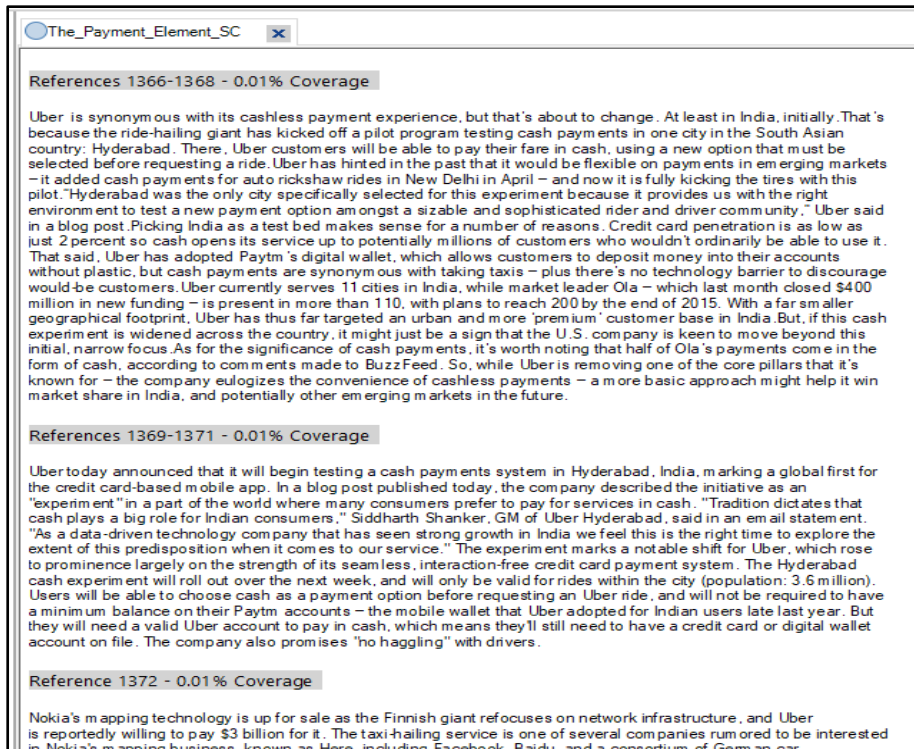 The_Payment_Element_SC
References 1366-1368 - 0.01% Coverage
Uber is synonymous with its cashless payment experience, but that's about to change. At least in India, initially.That's
because the ride-hailing giant has kicked off a pilot program testing cash payments in one city in the South Asian
country: Hyderabad. There, Uber customers will be able to pay their fare in cash, using a new option that must be
selected before requesting a ride.Uber has hinted in the past that it would be flexible on payments in emerging markets
– it added cash payments for auto rickshaw rides in New Delhi in April – and now it is fully kicking the tires with this
pilot."Hyderabad was the only city specifically selected for this experiment because it provides us with the right
environment to test a new payment option amongst a sizable and sophisticated rider and driver community," Uber said
in a blog post.Picking India as a test bed makes sense for a number of reasons. Credit card penetration is as low as
just 2 percent so cash opens its service up to potentially millions of customers who wouldn't ordinarily be able to use it.
That said, Uber has adopted Paytm's digital wallet, which allows customers to deposit money into their accounts
without plastic, but cash payments are synonymous with taking taxis – plus there's no technology barrier to discourage
would-be customers.Uber currently serves 11 cities in India, while market leader Ola – which last month closed $400
million in new funding – is present in more than 110, with plans to reach 200 by the end of 2015. With a far smaller
geographical footprint, Uber has thus far targeted an urban and more 'premium' customer base in India.But, if this cash
experiment is widened across the country, it might just be a sign that the U.S. company is keen to move beyond this
initial, narrow focus.As for the significance of cash payments, it's worth noting that half of Ola's payments come in the
form of cash, according to comments made to BuzzFeed. So, while Uber is removing one of the core pillars that it's
known for – the company eulogizes the convenience of cashless payments – a more basic approach might help it win
market share in India, and potentially other emerging markets in the future.
References 1369-1371 - 0.01% Coverage
Uber today announced that it will begin testing a cash payments system in Hyderabad, India, marking a global first for
the credit card-based mobile app. In a blog post published today, the company described the initiative as an
"experiment" in a part of the world where many consumers prefer to pay for services in cash. "Tradition dictates that
cash plays a big role for Indian consumers," Siddharth Shanker, GM of Uber Hyderabad, said in an email statement.
"As a data-driven technology company that has seen strong growth in India we feel this is the right time to explore the
extent of this predisposition when it comes to our service." The experiment marks a notable shift for Uber, which rose
to prominence largely on the strength of its seamless, interaction-free credit card payment system. The Hyderabad
cash experiment will roll out over the next week, and will only be valid for rides within the city (population: 3.6 million).
Users will be able to choose cash as a payment option before requesting an Uber ride, and will not be required to have
a minimum balance on their Paytm accounts – the mobile wallet that Uber adopted for Indian users late last year. But
they will need a valid Uber account to pay in cash, which means they'll still need to have a credit card or digital wallet
account on file. The company also promises "no haggling" with drivers.
Reference 1372 - 0.01% Coverage
Nokia's mapping technology is up for sale as the Finnish giant refocuses on network infrastructure, and Uber
is reportedly willing to pay $3 billion for it. The taxi-hailing service is one of several companies rumored to be interested
in Nokia's mapping business, known as Here, including Facebook, Baidu, and a consortium of German car